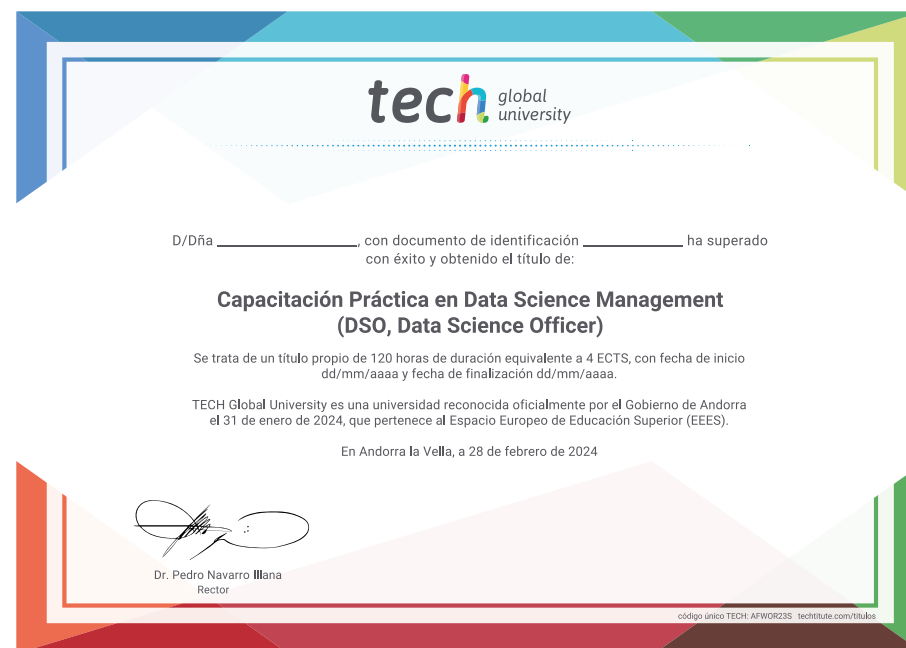 tech global university
D/Dña ____________________, con documento de identificación ______________ ha superado
con éxito y obtenido el título de:
Capacitación Práctica en Data Science Management
(DSO, Data Science Officer)
Se trata de un título propio de 120 horas de duración equivalente a 4 ECTS, con fecha de inicio
dd/mm/aaaa y fecha de finalización dd/mm/aaaa.
TECH Global University es una universidad reconocida oficialmente por el Gobierno de Andorra
el 31 de enero de 2024, que pertenece al Espacio Europeo de Educación Superior (EEES).
En Andorra la Vella, a 28 de febrero de 2024
Dr. Pedro Navarro Illana
Rector
código único TECH: AFWOR23S techtitute.com/titulos